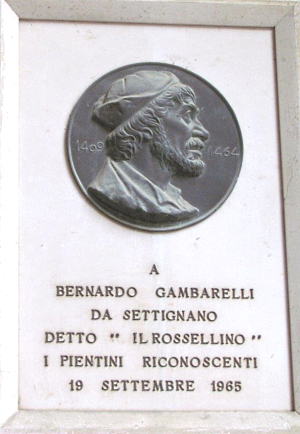 1409 1464
A
BERNARDO GAMBARELLI
DA SETTIGNANO
DETTO " IL ROSSELLINO "
I PIENTINI RICONOSCENTI
19 SETTEMBRE 1965